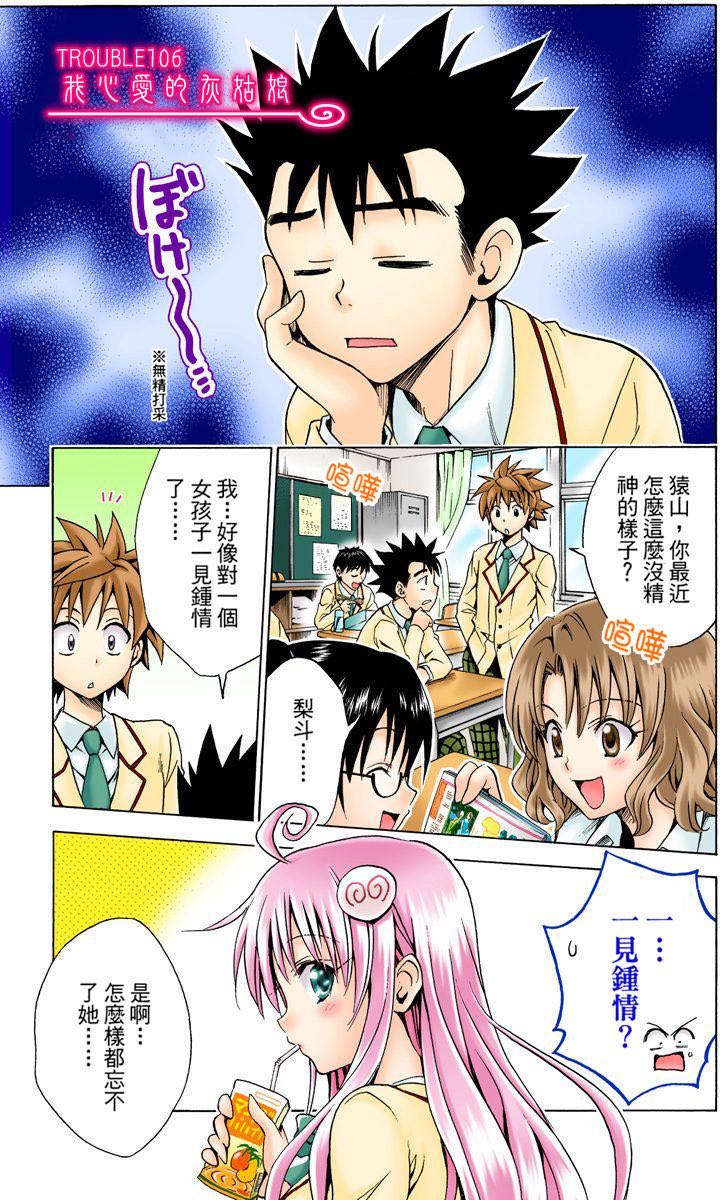 TROUBLE106
我心愛的灰姑娘
ぼけ～～…
※無精打采
猿山，你最近
怎麼這麼沒精
神的樣子？
喧嘩
喧嘩
梨斗……
我…好像對一個
女孩子一見鍾情
了……
一…
一見鍾情？
是啊…
怎麼樣都忘不
了她……